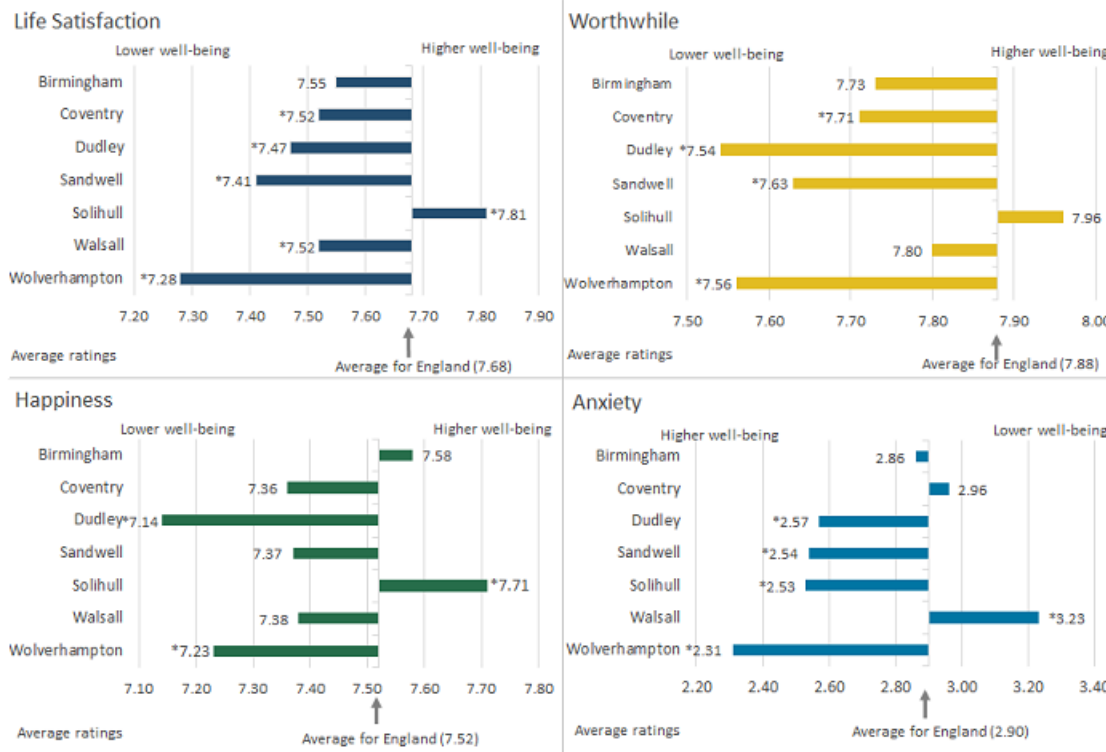 Life Satisfaction
Lower well-being
Higher well-being
Birmingham 7.55
Coventry *7.52
Dudley *7.47
Sandwell *7.41
Solihull *7.81
Walsall *7.52
Wolverhampton *7.28
7.20 7.30 7.40 7.50 7.60 7.70 7.80 7.90
Average ratings
Average for England (7.68)
Worthwhile
Lower well-being
Higher well-being
Birmingham 7.73
Coventry *7.71
Dudley *7.54
Sandwell *7.63
Solihull 7.96
Walsall 7.80
Wolverhampton *7.56
7.50 7.60 7.70 7.80 7.90 8.00
Average ratings
Average for England (7.88)
Happiness
Lower well-being
Higher well-being
Birmingham 7.58
Coventry 7.36
Dudley *7.14
Sandwell 7.37
Solihull *7.71
Walsall 7.38
Wolverhampton *7.23
7.10 7.20 7.30 7.40 7.50 7.60 7.70 7.80
Average ratings
Average for England (7.52)
Anxiety
Higher well-being
Lower well-being
Birmingham 2.86
Coventry 2.96
Dudley *2.57
Sandwell *2.54
Solihull *2.53
Walsall *3.23
Wolverhampton *2.31
2.20 2.40 2.60 2.80 3.00 3.20 3.40
Average ratings
Average for England (2.90)